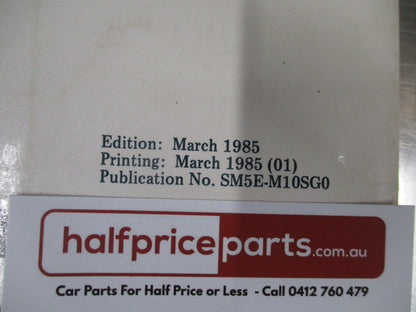 Edition: March 1985
Printing: March 1985 (01)
Publication No. SM5E-M10SG0
halfpriceparts.com.au
Car Parts For Half Price or Less - Call 0412 760 479